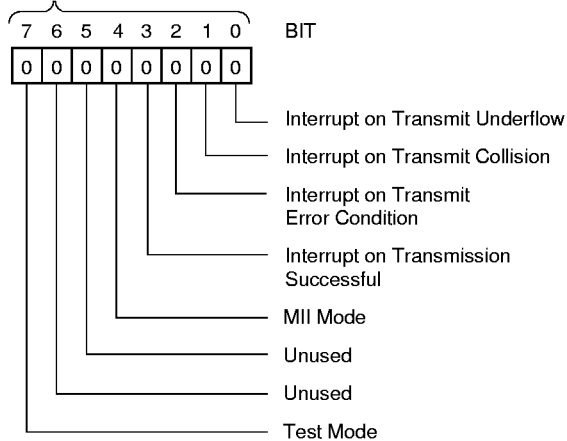 7 6 5 4 3 2 1 0 BIT
0 0 0 0 0 0 0 0
Interrupt on Transmit Underflow
Interrupt on Transmit Collision
Interrupt on Transmit
Error Condition
Interrupt on Transmission
Successful
MII Mode
Unused
Unused
Test Mode